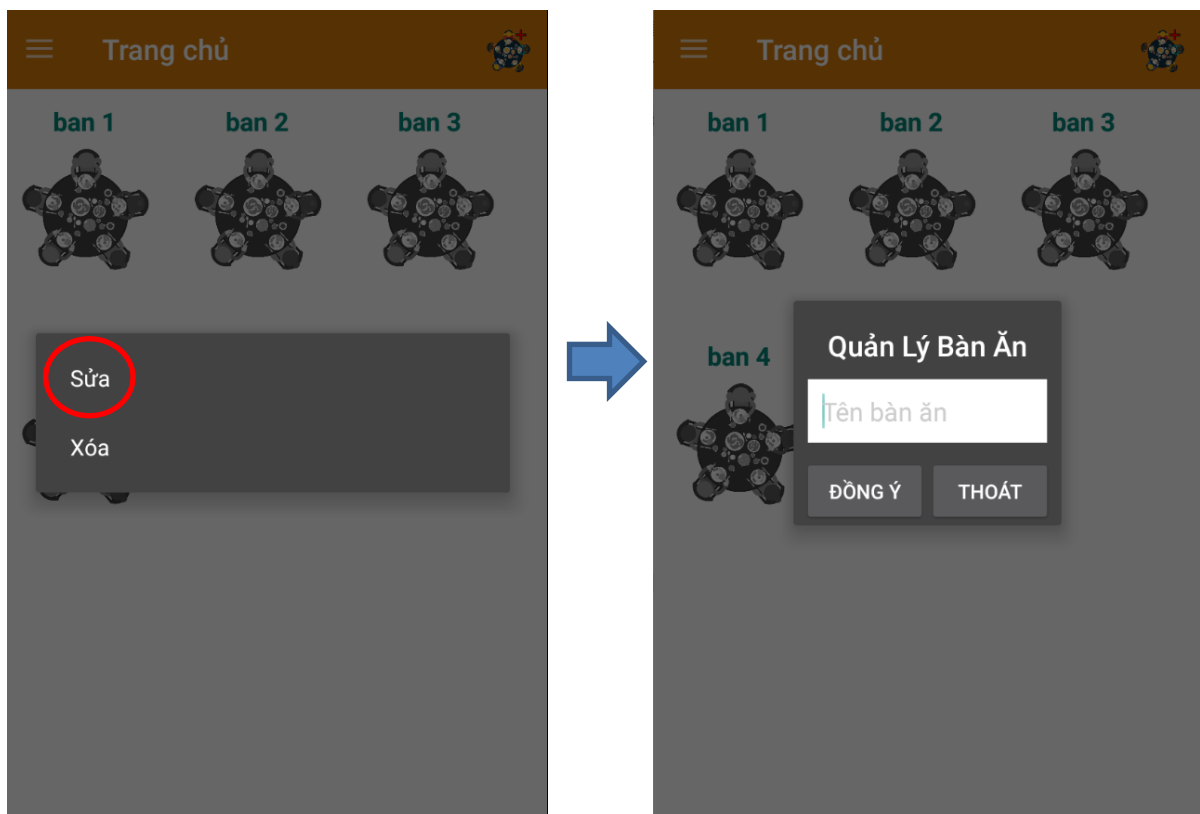 Trang chủ
ban 1 ban 2 ban 3
Sửa
Xóa
Trang chủ
ban 1 ban 2 ban 3
ban 4
Quản Lý Bàn Ăn
Tên bàn ăn
ĐỒNG Ý THOÁT